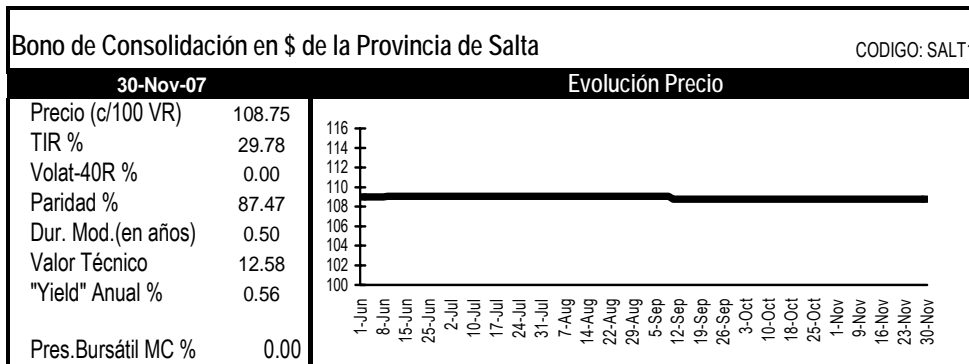 Bono de Consolidación en $ de la Provincia de Salta CODIGO: SALT1
30-Nov-07 Evolución Precio
Precio (c/100 VR) 108.75
TIR % 29.78
Volat-40R % 0.00
Paridad % 87.47
Dur. Mod.(en años) 0.50
Valor Técnico 12.58
"Yield" Anual % 0.56
Pres.Bursátil MC % 0.00
116
114
112
110
108
106
104
102
100
1-Jun
8-Jun
15-Jun
25-Jun
2-Jul
10-Jul
17-Jul
24-Jul
31-Jul
7-Aug
14-Aug
22-Aug
29-Aug
5-Sep
12-Sep
19-Sep
26-Sep
3-Oct
10-Oct
18-Oct
25-Oct
1-Nov
9-Nov
16-Nov
23-Nov
30-Nov